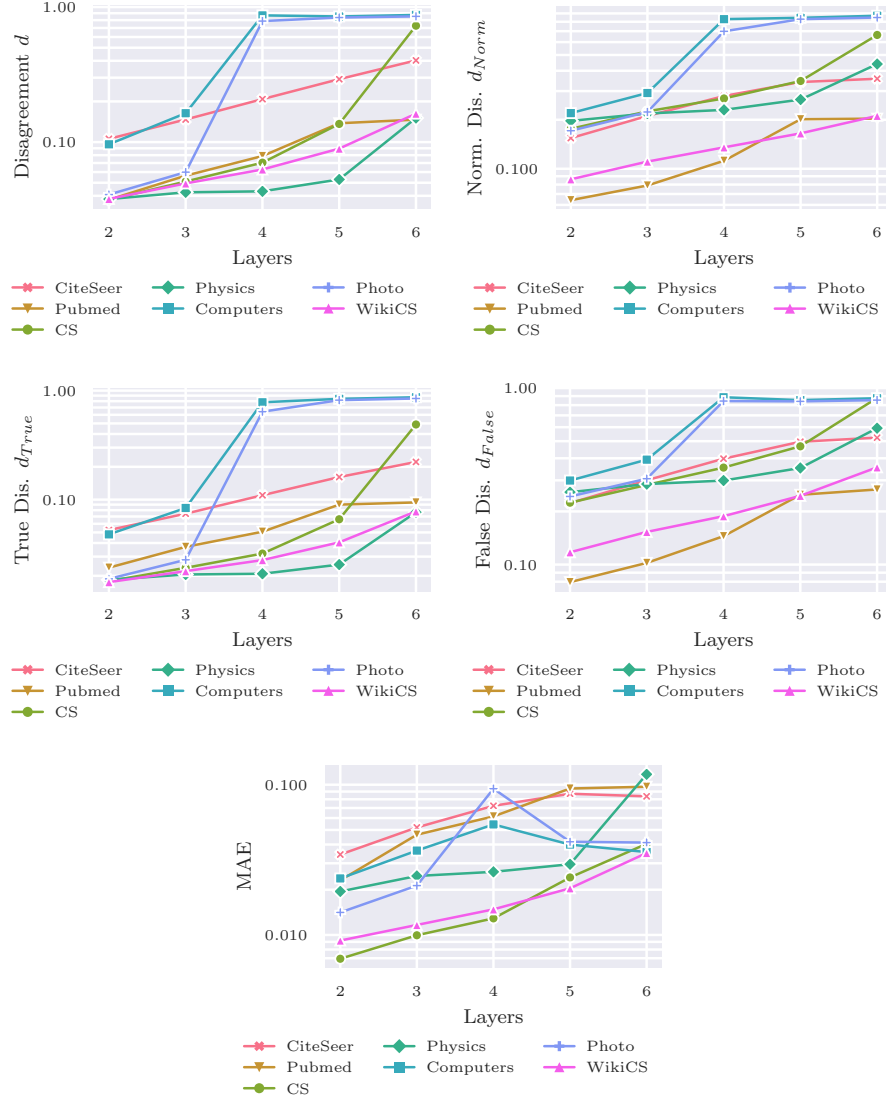 1.00
0.10
Disagreement d
2 3 4 5 6
Layers
CiteSeer Physics Photo
Pubmed Computers WikiCS
CS
0.100
Norm. Dis. d_Norm
2 3 4 5 6
Layers
CiteSeer Physics Photo
Pubmed Computers WikiCS
CS
1.00
0.10
True Dis. d_True
2 3 4 5 6
Layers
CiteSeer Physics Photo
Pubmed Computers WikiCS
CS
1.00
0.10
False Dis. d_False
2 3 4 5 6
Layers
CiteSeer Physics Photo
Pubmed Computers WikiCS
CS
0.100
0.010
MAE
2 3 4 5 6
Layers
CiteSeer Physics Photo
Pubmed Computers WikiCS
CS